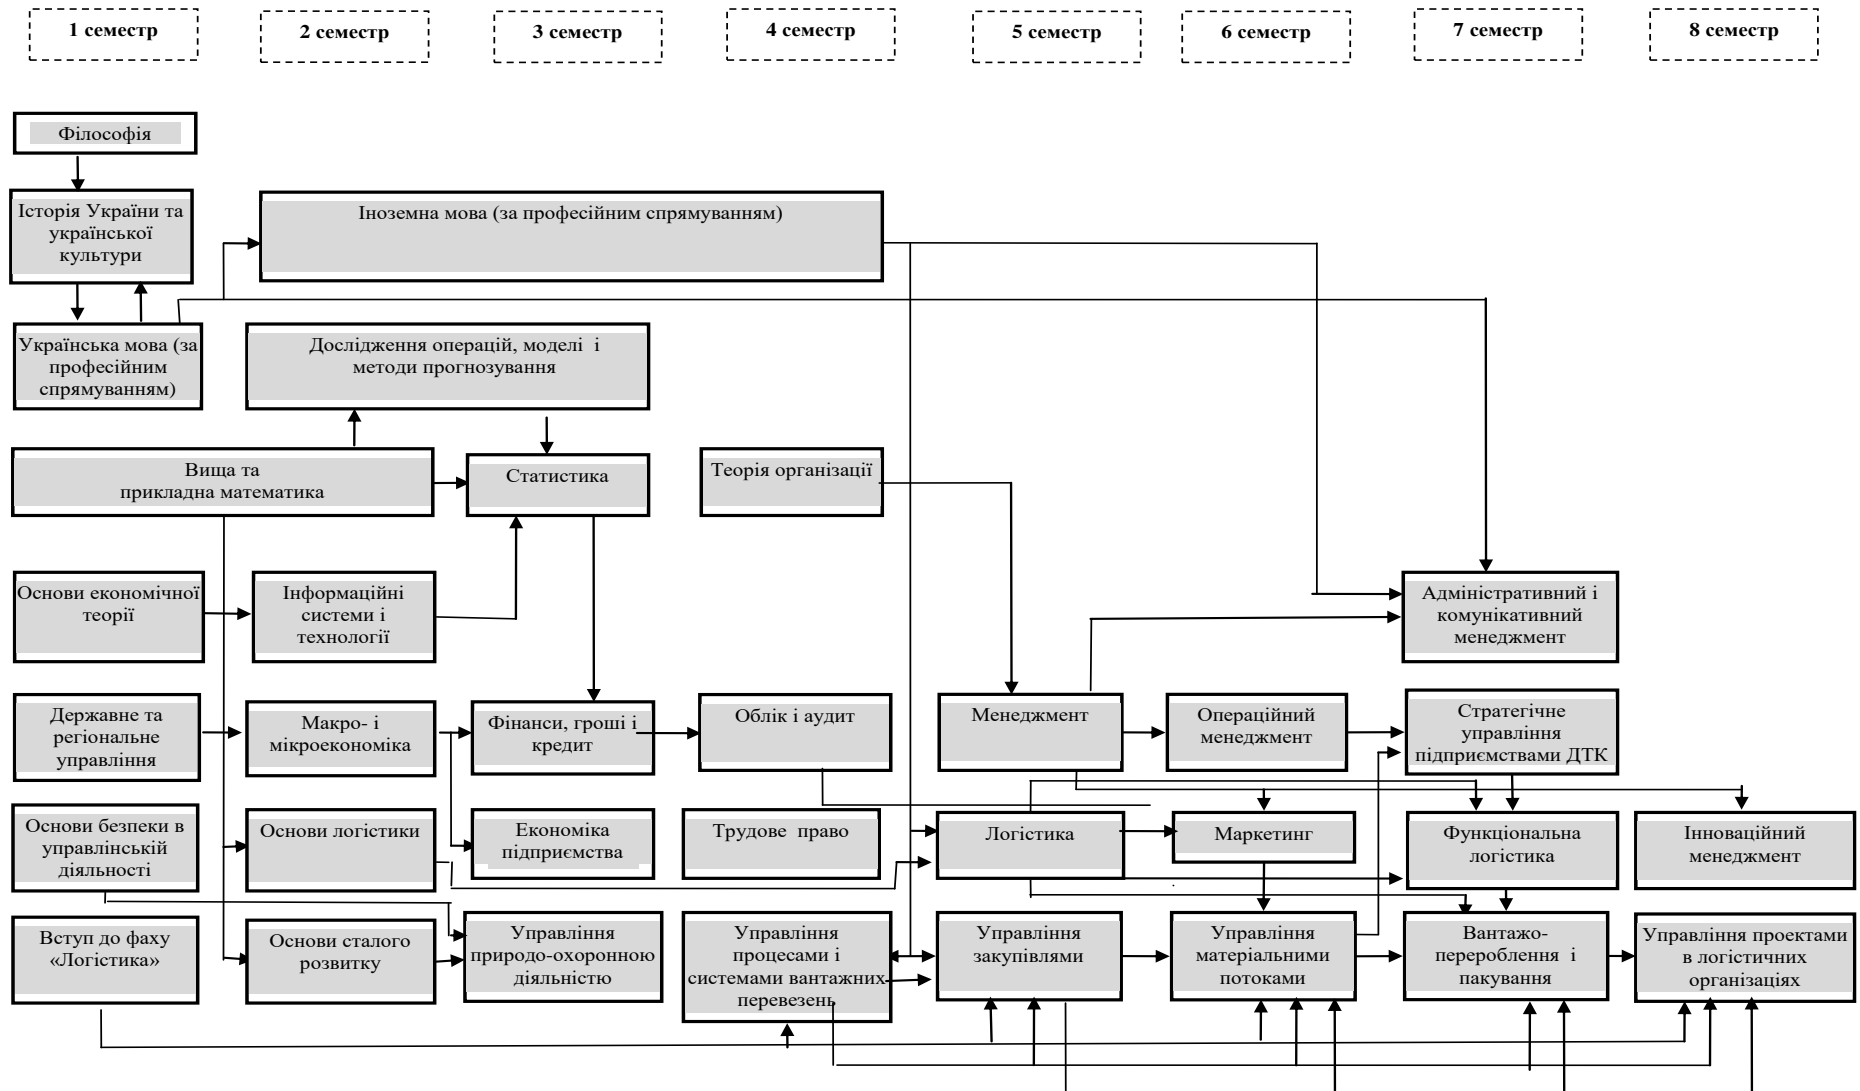 1 семестр
2 семестр
3 семестр
4 семестр
5 семестр
6 семестр
7 семестр
8 семестр
Філософія
Історія України та
української
культури
Іноземна мова (за професійним спрямуванням)
Українська мова (за
професійним
спрямуванням)
Дослідження операцій, моделі і
методи прогнозування
Вища та
прикладна математика
Статистика
Теорія організації
Основи економічної
теорії
Інформаційні
системи і
технології
Адміністративний і
комунікативний
менеджмент
Державне та
регіональне
управління
Макро- і
мікроекономіка
Фінанси, гроші і
кредит
Облік і аудит
Менеджмент
Операційний
менеджмент
Стратегічне
управління
підприємствами ДТК
Основи безпеки в
управлінській
діяльності
Основи логістики
Економіка
підприємства
Трудове право
Логістика
Маркетинг
Функціональна
логістика
Інноваційний
менеджмент
Вступ до фаху
«Логістика»
Основи сталого
розвитку
Управління
природо-охоронною
діяльністю
Управління
процесами і
системами вантажних
перевезень
Управління
закупівлями
Управління
матеріальними
потоками
Вантажо-
перероблення і
пакування
Управління проектами
в логістичних
організаціях